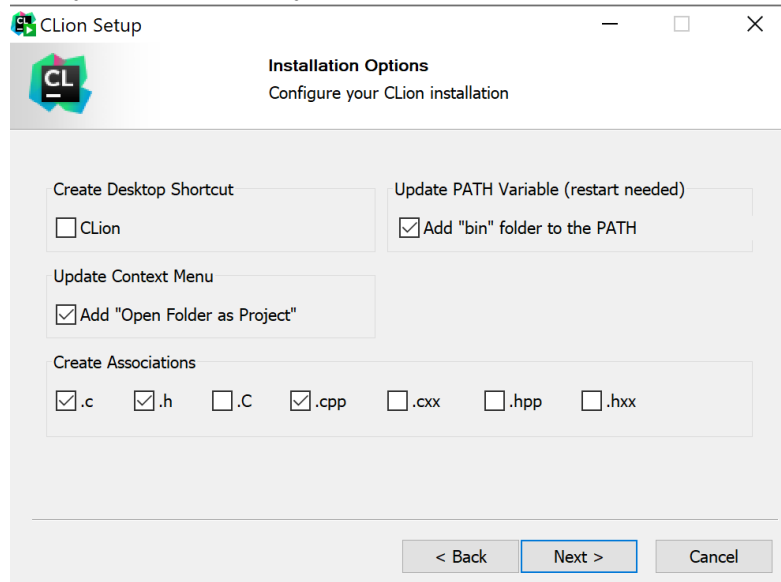 CLion Setup
CL
Installation Options
Configure your CLion installation
Create Desktop Shortcut
CLion
Update PATH Variable (restart needed)
Add "bin" folder to the PATH
Update Context Menu
Add "Open Folder as Project"
Create Associations
.c .h .C .cpp .cxx .hpp .hxx
< Back Next > Cancel